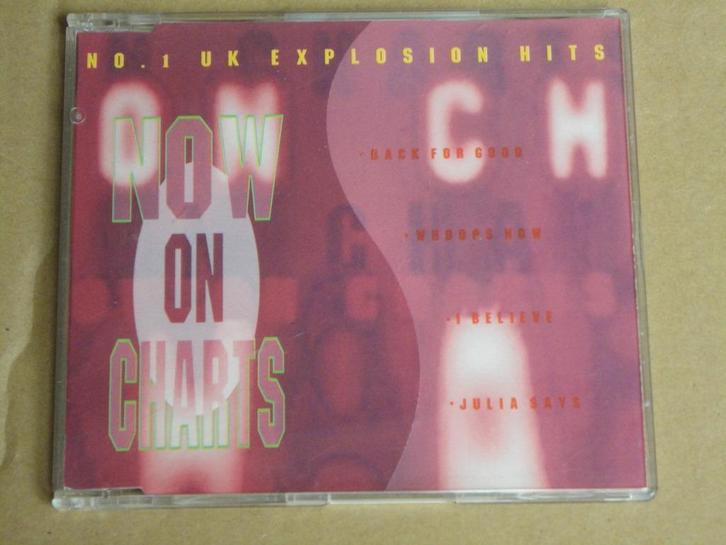 NO.1 UK EXPLOSION HITS
NOW
ON
CHARTS
·BACK FOR GOOD
·WHOOPS NOW
·I BELIEVE
·JULIA SAYS